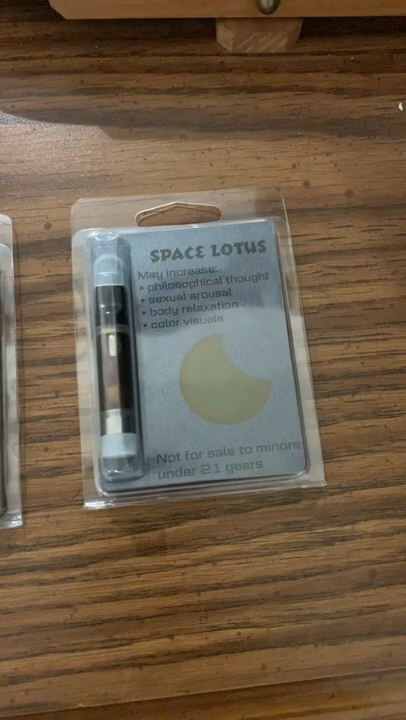 SPACE LOTUS
May increase:
• philosophical thought
• sexual arousal
• body relaxation
• color visuals
Not for sale to minors
under 21 years